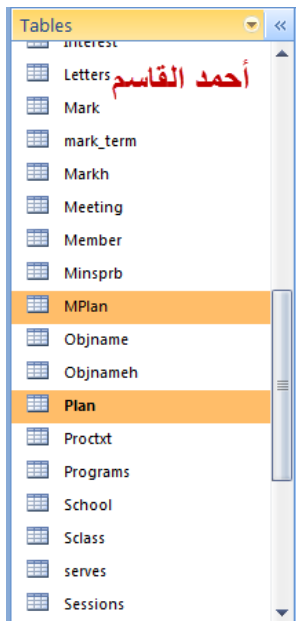 Tables
Interest
Letters
أحمد القاسم
Mark
mark_term
Markh
Meeting
Member
Minsprb
MPlan
Objname
Objnameh
Plan
Proctxt
Programs
School
Sclass
serves
Sessions